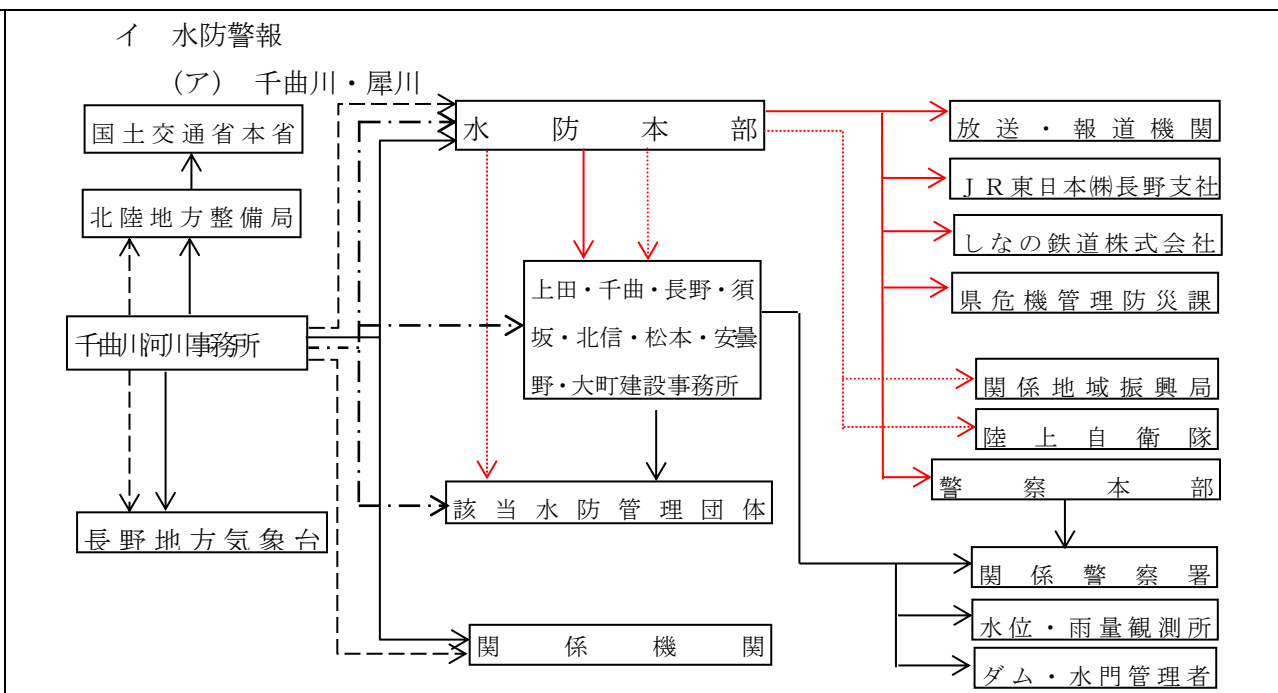 イ 水防警報
(ア) 千曲川・犀川
国土交通省本省
北陸地方整備局
千曲川河川事務所
長野地方気象台
水防本部
上田・千曲・長野・須
坂・北信・松本・安曇
野・大町建設事務所
該当水防管理団体
関係機関
放送・報道機関
JR東日本㈱長野支社
しなの鉄道株式会社
県危機管理防災課
関係地域振興局
陸上自衛隊
警察本部
関係警察署
水位・雨量観測所
ダム・水門管理者